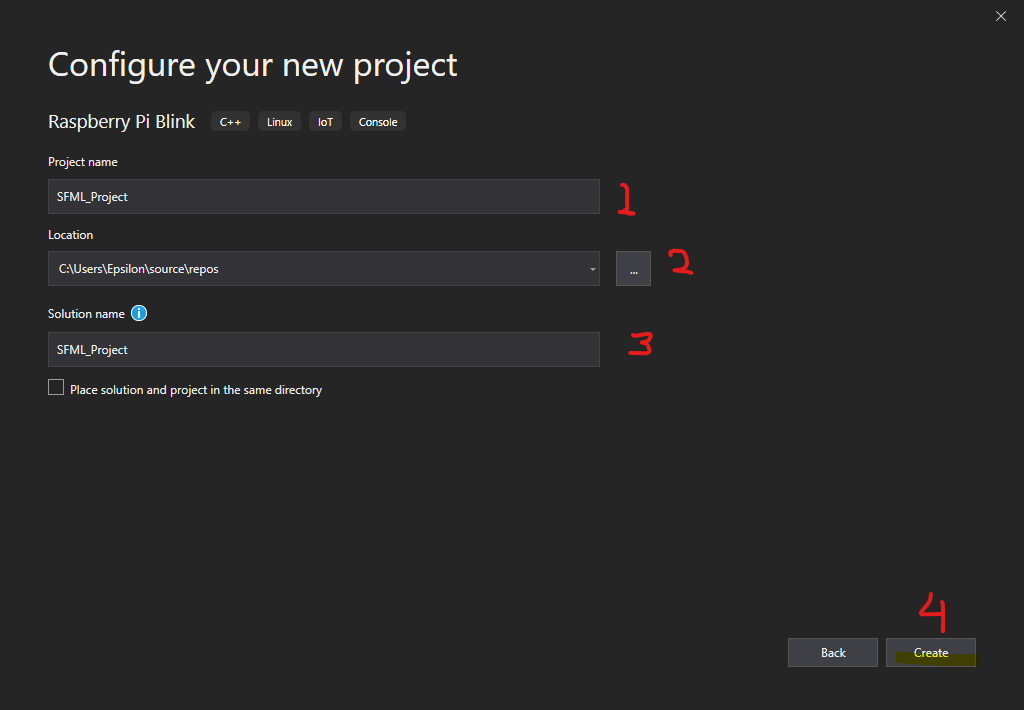 Configure your new project
Raspberry Pi Blink C++ Linux IoT Console
Project name
SFML_Project 1
Location
C:\Users\Epsilon\source\repos ... 2
Solution name i
SFML_Project 3
Place solution and project in the same directory
4
Back Create